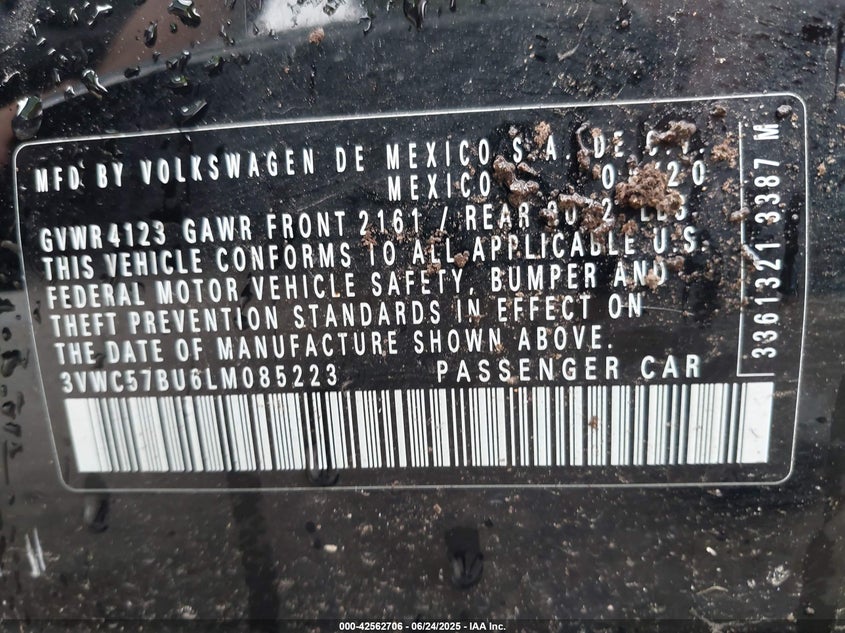 MFD BY VOLKSWAGEN DE MEXICO S.A. DE C.V.
MEXICO
GVWR 4123 GAWR FRONT 2161 / REAR
THIS VEHICLE CONFORMS TO ALL APPLICABLE U.S.
FEDERAL MOTOR VEHICLE SAFETY, BUMPER AND
THEFT PREVENTION STANDARDS IN EFFECT ON
THE DATE OF MANUFACTURE SHOWN ABOVE.
3VWC57BU6LM085223 PASSENGER CAR
3361321 3387 M
000-42562706 - 06/24/2025 - IAA Inc.